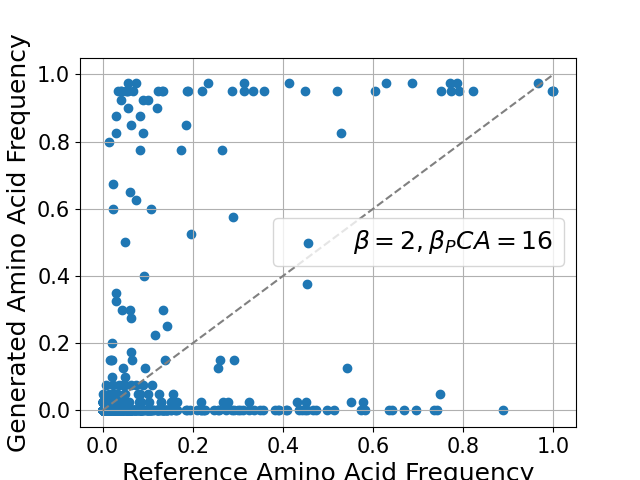 Generated Amino Acid Frequency
1.0
0.8
0.6
0.4
0.2
0.0
β = 2, β_PCA = 16
0.0 0.2 0.4 0.6 0.8 1.0
Reference Amino Acid Frequency